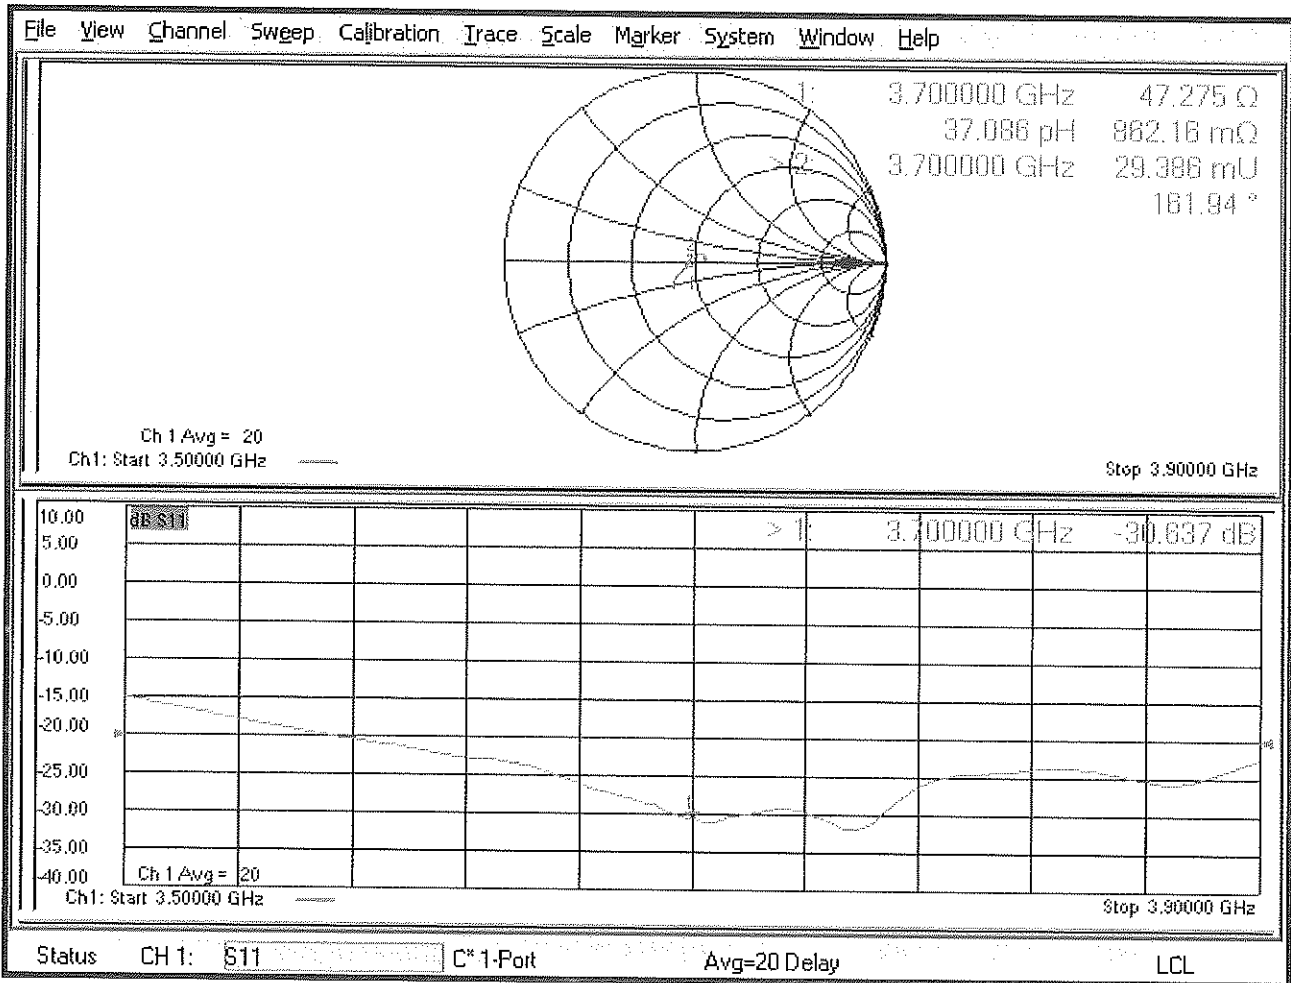 File View Channel Sweep Calibration Trace Scale Marker System Window Help
1: 3.700000 GHz 47.275 Ω
37.086 pH 862.16 mΩ
> 2: 3.700000 GHz 29.386 mU
161.94 °
Ch 1 Avg = 20
Ch1: Start 3.50000 GHz
Stop 3.90000 GHz
10.00
dB S11
> 1: 3.700000 GHz -30.637 dB
5.00
0.00
-5.00
-10.00
-15.00
-20.00
-25.00
-30.00
-35.00
-40.00
Ch 1 Avg = 20
Ch1: Start 3.50000 GHz
Stop 3.90000 GHz
Status CH 1: S11 C* 1-Port Avg=20 Delay LCL